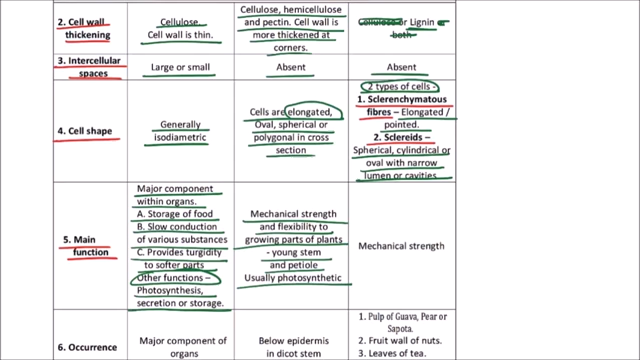 2. Cell wall
thickening
Cellulose.
Cell wall is thin.
Cellulose, hemicellulose
and pectin. Cell wall is
more thickened at
corners.
Cellulose or Lignin or
both
3. Intercellular
spaces
Large or small
Absent
Absent
4. Cell shape
Generally
isodiametric
Cells are elongated,
Oval, spherical or
polygonal in cross
section
2 types of cells -
1. Sclerenchymatous
fibres – Elongated /
pointed.
2. Sclereids –
Spherical, cylindrical or
oval with narrow
lumen or cavities
5. Main
function
Major component
within organs.
A. Storage of food
B. Slow conduction
of various substances
C. Provides turgidity
to softer parts
Other functions –
Photosynthesis,
secretion or storage.
Mechanical strength
and flexibility to
growing parts of plants
- young stem
and petiole
Usually photosynthetic
Mechanical strength
6. Occurrence
Major component of
organs
Below epidermis
in dicot stem
1. Pulp of Guava, Pear or
Sapota.
2. Fruit wall of nuts.
3. Leaves of tea.